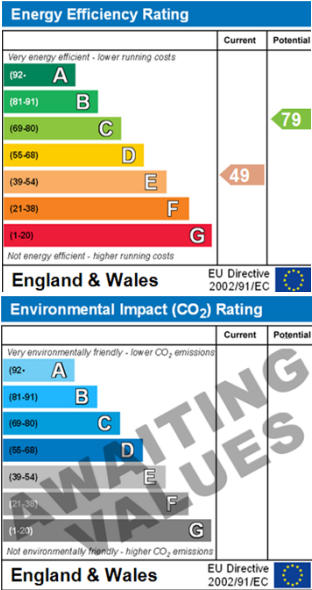 Energy Efficiency Rating
Current Potential
Very energy efficient - lower running costs
(92- A
(81-91) B
(69-80) C
79
(55-68) D
(39-54) E
49
(21-38) F
(1-20) G
Not energy efficient - higher running costs
England & Wales
EU Directive
2002/91/EC
Environmental Impact (CO₂) Rating
Current Potential
Very environmentally friendly - lower CO₂ emissions
(92- A
(81-91) B
(69-80) C
(55-68) D
(39-54) E
(21-38) F
(1-20) G
AWAITING
VALUES
Not environmentally friendly - higher CO₂ emissions
England & Wales
EU Directive
2002/91/EC